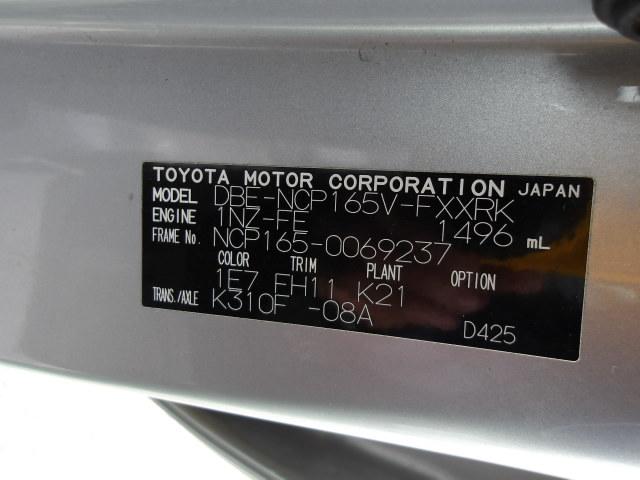 TOYOTA MOTOR CORPORATION JAPAN
MODEL DBE-NCP165V-FXXRK
ENGINE 1NZ-FE 1496 mL
FRAME No. NCP165-0069237
COLOR TRIM PLANT OPTION
1E7 FH11 K21
TRANS./AXLE K310F -08A
D425